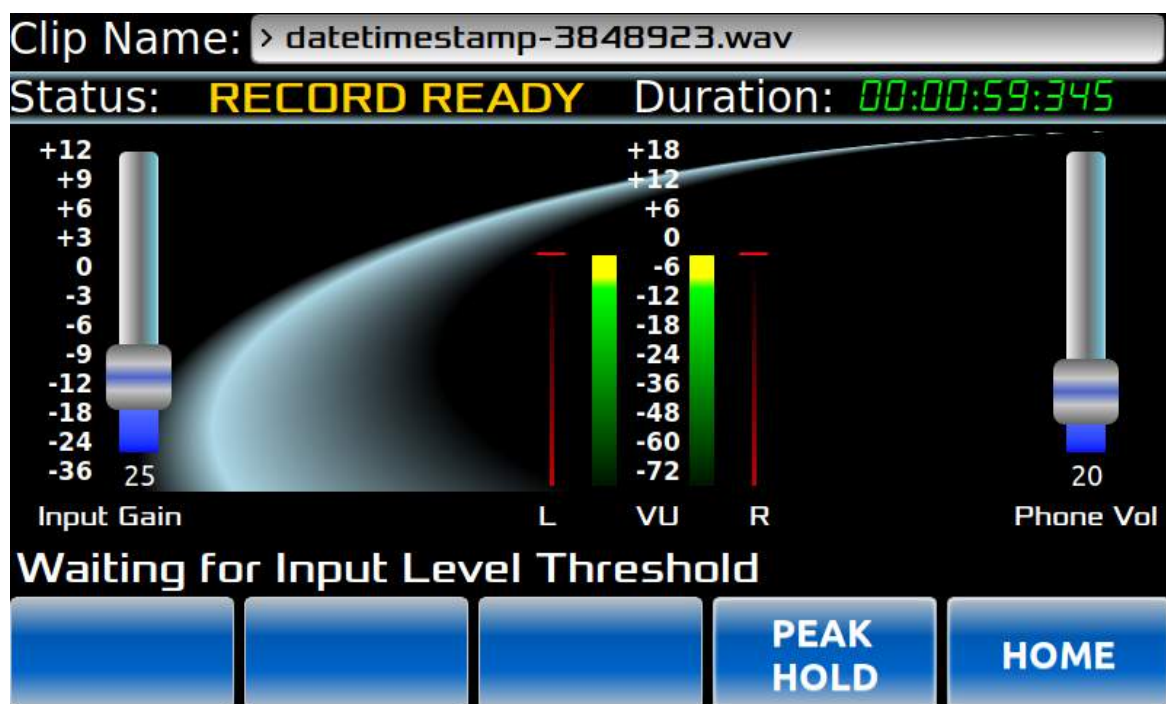 Clip Name: > datetimestamp-3848923.wav
Status: RECORD READY Duration: 00:00:59:345
+12 +18
+9 +12
+6 +6
+3 0
0 -6
-3 -12
-6 -18
-9 -24
-12 -36
-18 -48
-24 -60
-36 -72
25 20
Input Gain L VU R Phone Vol
Waiting for Input Level Threshold
PEAK
HOLD
HOME